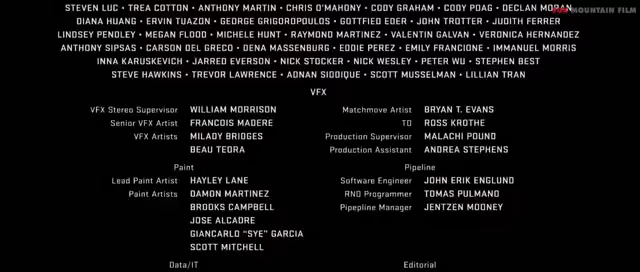 STEVEN LUC • TREA COTTON • ANTHONY MARTIN • CHRIS O'MAHONY • CODY GRAHAM • CODY POAG • DECLAN MORAN
MOUNTAIN FILM
DIANA HUANG • ERVIN TUAZON • GEORGE GRIGOROPOULOS • GOTTFIED EDER • JOHN TROTTER • JUDITH FERRER
LINDSEY PENDLEY • MEGAN FLOOD • MICHELE HUNT • RAYMOND MARTINEZ • VALENTIN GALVAN • VERONICA HERNANDEZ
ANTHONY SIPSAS • CARSON DEL GRECO • DENA MASSENBURG • EDDIE PEREZ • EMILY FRANCIONE • IMMANUEL MORRIS
INNA KARUSKEVICH • JARRED EVERSON • NICK STOCKER • NICK WESLEY • PETER WU • STEPHEN BEST
STEVE HAWKINS • TREVOR LAWRENCE • ADNAN SIDDIQUE • SCOTT MUSSELMAN • LILLIAN TRAN
VFX
VFX Stereo Supervisor WILLIAM MORRISON
Senior VFX Artist FRANCOIS MADERE
VFX Artists MILADY BRIDGES
BEAU TEORA
Matchmove Artist BRYAN T. EVANS
TD ROSS KROTHE
Production Supervisor MALACHI POUND
Production Assistant ANDREA STEPHENS
Paint
Lead Paint Artist HAYLEY LANE
Paint Artists DAMON MARTINEZ
BROOKS CAMPBELL
JOSE ALCADRE
GIANCARLO "SYE" GARCIA
SCOTT MITCHELL
Pipeline
Software Engineer JOHN ERIK ENGLUND
RND Programmer TOMAS PULMANO
Pipepline Manager JENTZEN MOONEY
Data/IT
Editorial